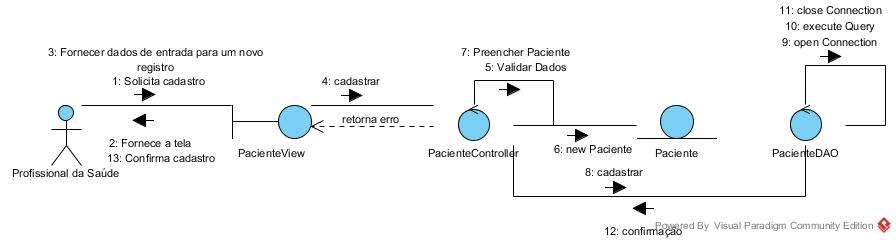 11: close Connection
10: execute Query
9: open Connection
3: Fornecer dados de entrada para um novo
registro
1: Solicita cadastro
7: Preencher Paciente
5: Validar Dados
4: cadastrar
retorna erro
2: Fornece a tela
13: Confirma cadastro
6: new Paciente
PacienteView
PacienteController
Paciente
PacienteDAO
Profissional da Saúde
8: cadastrar
12: confirmação
Powered By Visual Paradigm Community Edition